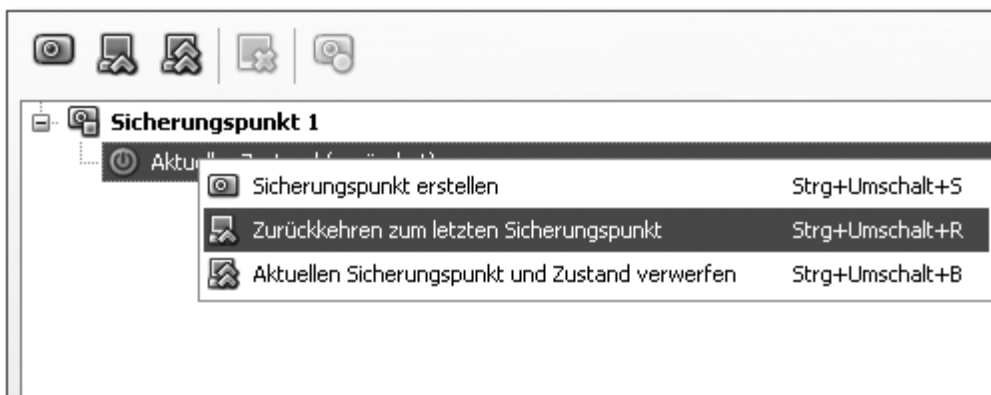 Sicherungspunkt 1
Sicherungspunkt erstellen Strg+Umschalt+S
Zurückkehren zum letzten Sicherungspunkt Strg+Umschalt+R
Aktuellen Sicherungspunkt und Zustand verwerfen Strg+Umschalt+B